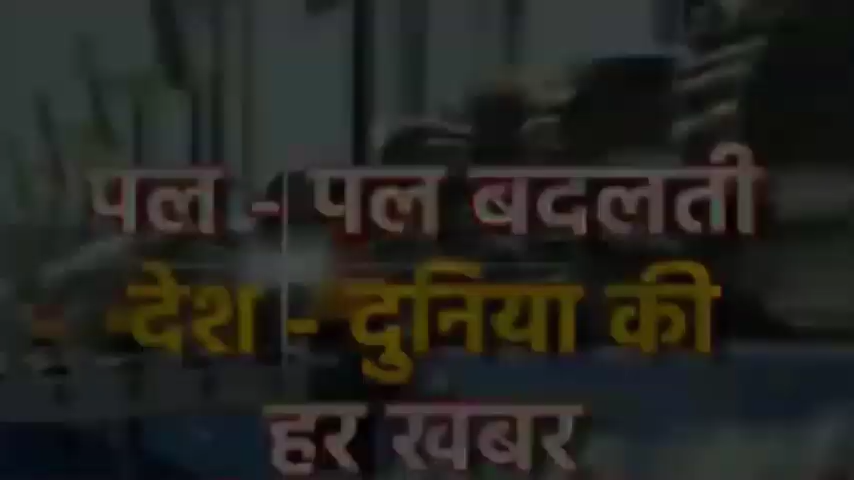 पल - पल बदलती
- -देश - दुनिया की
हर खबर